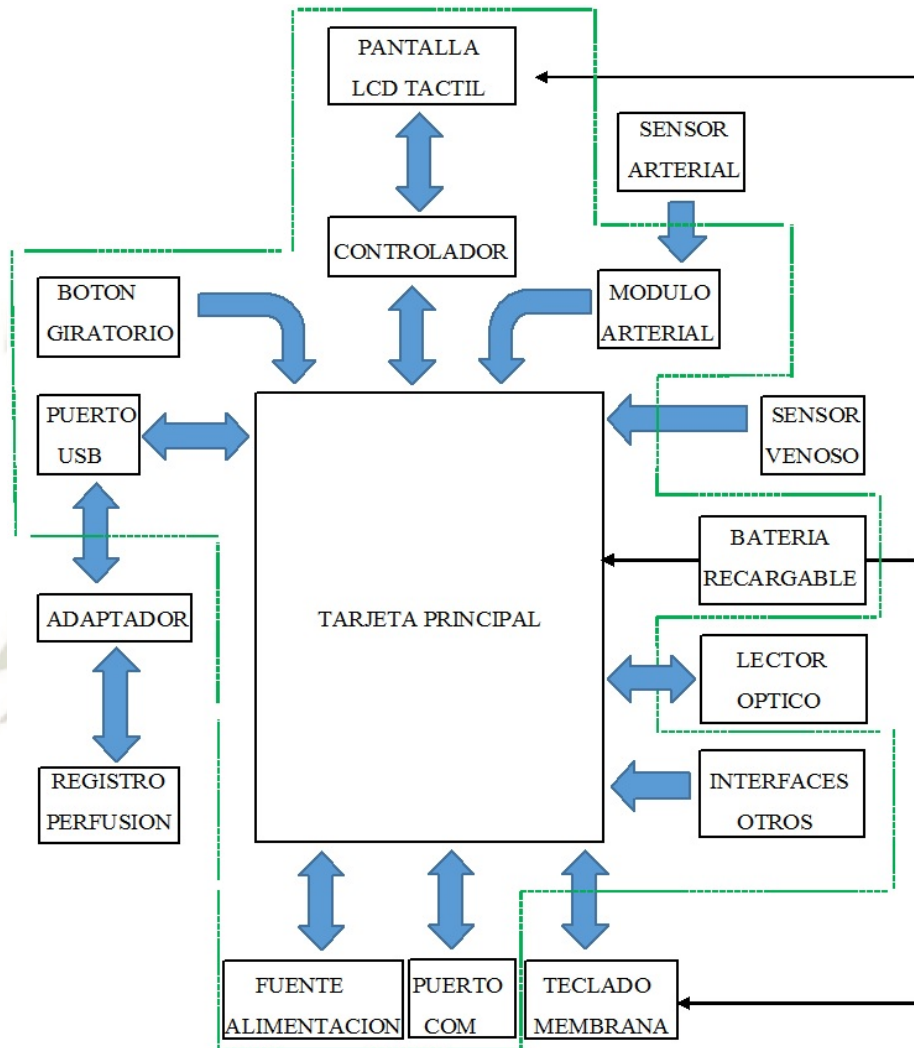 PANTALLA
LCD TACTIL
SENSOR
ARTERIAL
CONTROLADOR
BOTON
GIRATORIO
MODULO
ARTERIAL
PUERTO
USB
SENSOR
VENOSO
BATERIA
RECARGABLE
ADAPTADOR
TARJETA PRINCIPAL
LECTOR
OPTICO
REGISTRO
PERFUSION
INTERFACES
OTROS
FUENTE
ALIMENTACION
PUERTO
COM
TECLADO
MEMBRANA